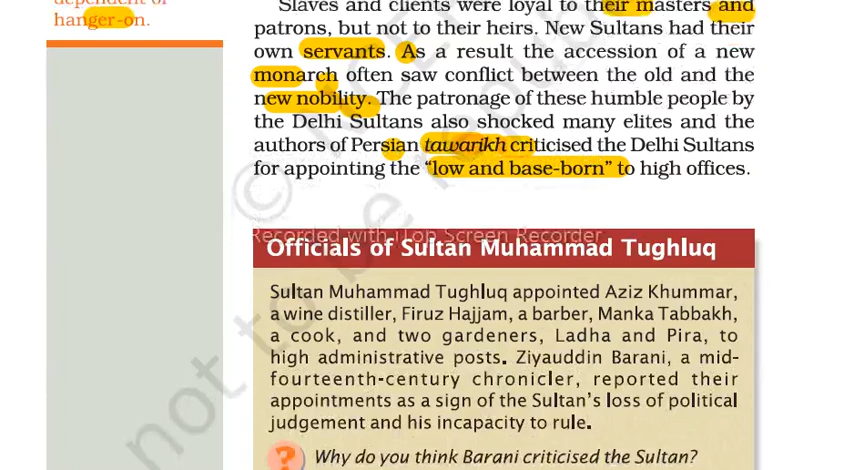 dependent or
hanger-on.
Slaves and clients were loyal to their masters and
patrons, but not to their heirs. New Sultans had their
own servants. As a result the accession of a new
monarch often saw conflict between the old and the
new nobility. The patronage of these humble people by
the Delhi Sultans also shocked many elites and the
authors of Persian tawarikh criticised the Delhi Sultans
for appointing the “low and base-born” to high offices.
Recorded with iTop Screen Recorder
Officials of Sultan Muhammad Tughluq
Sultan Muhammad Tughluq appointed Aziz Khummar,
a wine distiller, Firuz Hajjam, a barber, Manka Tabbakh,
a cook, and two gardeners, Ladha and Pira, to
high administrative posts. Ziyauddin Barani, a mid-
fourteenth-century chronicler, reported their
appointments as a sign of the Sultan’s loss of political
judgement and his incapacity to rule.
? Why do you think Barani criticised the Sultan?
not to be republ
©